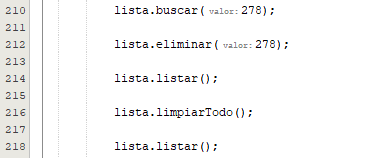 210 lista.buscar( valor: 278);
211
212 lista.eliminar( valor: 278);
213
214 lista.listar();
215
216 lista.limpiarTodo();
217
218 lista.listar();